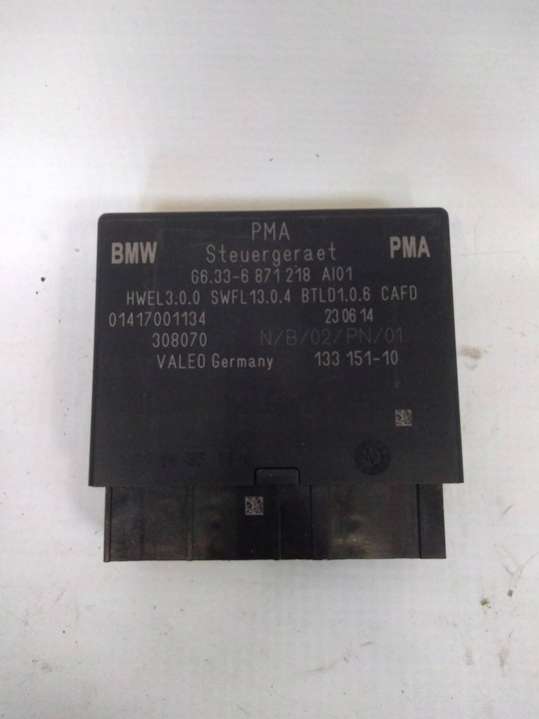 PMA
BMW Steuergeraet PMA
66.33-6 871 218 AI01
HWEL3.0.0 SWFL13.0.4 BTLD1.0.6 CAFD
01417001134 23 06 14
308070 N/B/02/PN/01
VALEO Germany 133 151-10